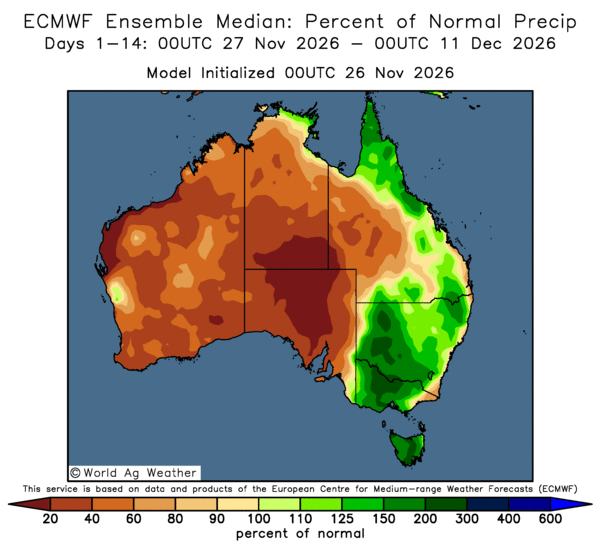 ECMWF Ensemble Median: Percent of Normal Precip
Days 1-14: 00UTC 27 Nov 2026 - 00UTC 11 Dec 2026
Model Initialized 00UTC 26 Nov 2026
© World Ag Weather
This service is based on data and products of the European Centre for Medium-range Weather Forecasts (ECMWF)
20 40 60 80 90 100 110 125 150 200 300 400 600
percent of normal